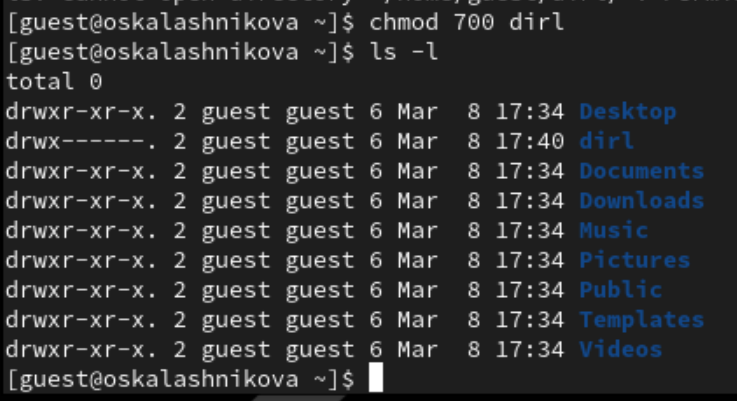 [guest@oskalashnikova ~]$ chmod 700 dirl
[guest@oskalashnikova ~]$ ls -l
total 0
drwxr-xr-x. 2 guest guest 6 Mar  8 17:34 Desktop
drwx------. 2 guest guest 6 Mar  8 17:40 dirl
drwxr-xr-x. 2 guest guest 6 Mar  8 17:34 Documents
drwxr-xr-x. 2 guest guest 6 Mar  8 17:34 Downloads
drwxr-xr-x. 2 guest guest 6 Mar  8 17:34 Music
drwxr-xr-x. 2 guest guest 6 Mar  8 17:34 Pictures
drwxr-xr-x. 2 guest guest 6 Mar  8 17:34 Public
drwxr-xr-x. 2 guest guest 6 Mar  8 17:34 Templates
drwxr-xr-x. 2 guest guest 6 Mar  8 17:34 Videos
[guest@oskalashnikova ~]$